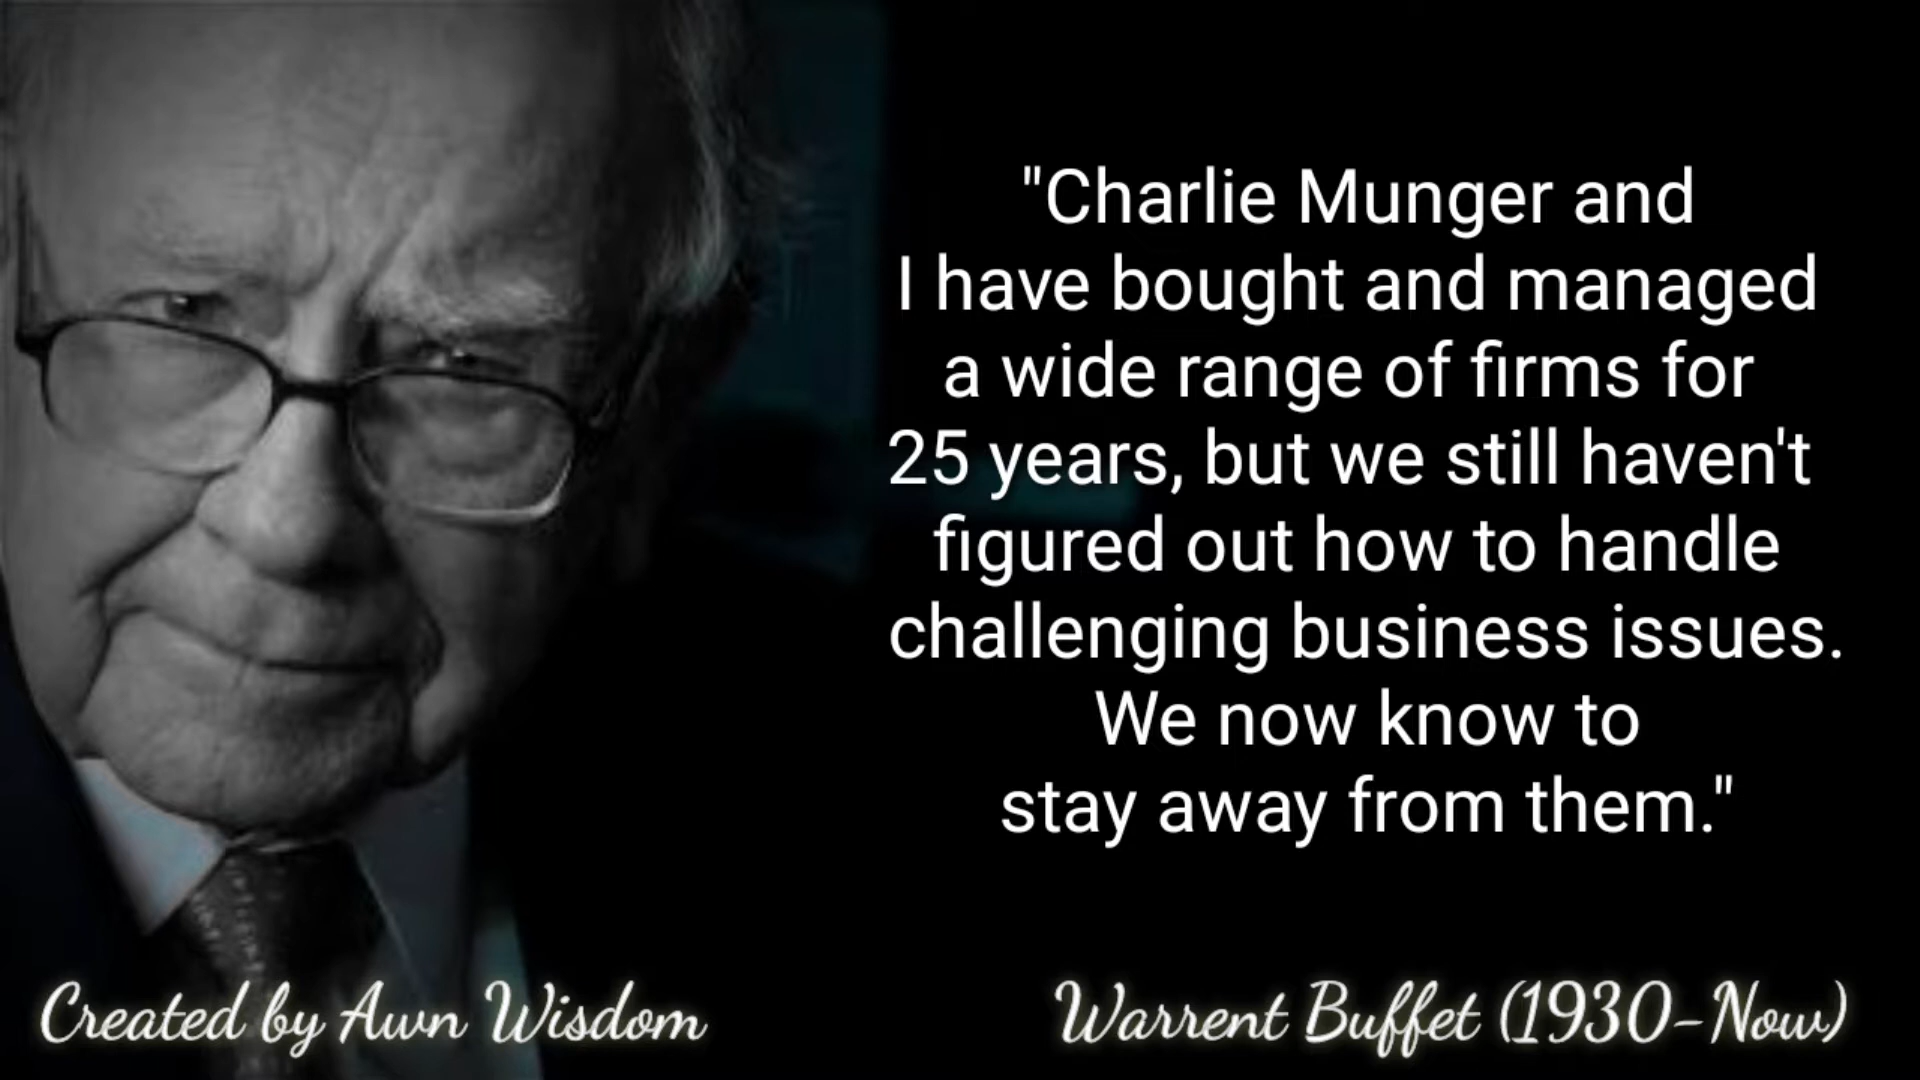 "Charlie Munger and
I have bought and managed
a wide range of firms for
25 years, but we still haven't
figured out how to handle
challenging business issues.
We now know to
stay away from them."
Created by Awn Wisdom
Warrent Buffet (1930-Now)